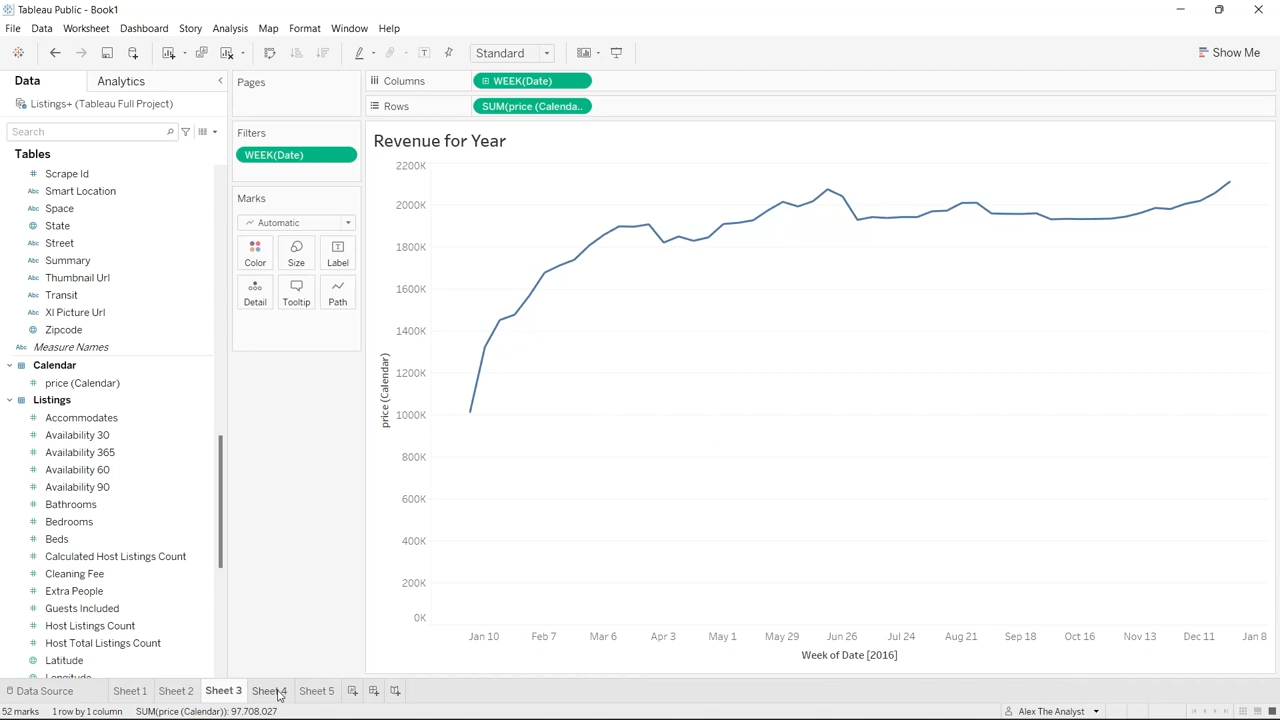 Tableau Public - Book1
File Data Worksheet Dashboard Story Analysis Map Format Window Help
Standard
Show Me
Data Analytics
Pages
Columns WEEK(Date)
Listings+ (Tableau Full Project)
Rows SUM(price (Calenda..
Search
Filters
Revenue for Year
Tables
WEEK(Date)
# Scrape Id
Abc Smart Location
Abc Space
State
Abc Street
Abc Summary
Abc Thumbnail Url
Abc Transit
Abc Xl Picture Url
Zipcode
Abc Measure Names
Calendar
# price (Calendar)
Listings
# Accommodates
# Availability 30
# Availability 365
# Availability 60
# Availability 90
# Bathrooms
# Bedrooms
# Beds
# Calculated Host Listings Count
# Cleaning Fee
# Extra People
# Guests Included
# Host Listings Count
# Host Total Listings Count
Latitude
Marks
Automatic
Color Size Label
Detail Tooltip Path
2200K
2000K
1800K
1600K
1400K
1200K
1000K
800K
600K
400K
200K
0K
price (Calendar)
Jan 10 Feb 7 Mar 6 Apr 3 May 1 May 29 Jun 26 Jul 24 Aug 21 Sep 18 Oct 16 Nov 13 Dec 11 Jan 8
Week of Date [2016]
Data Source Sheet 1 Sheet 2 Sheet 3 Sheet 4 Sheet 5
52 marks 1 row by 1 column SUM(price (Calendar)): 97,708,027
Alex The Analyst